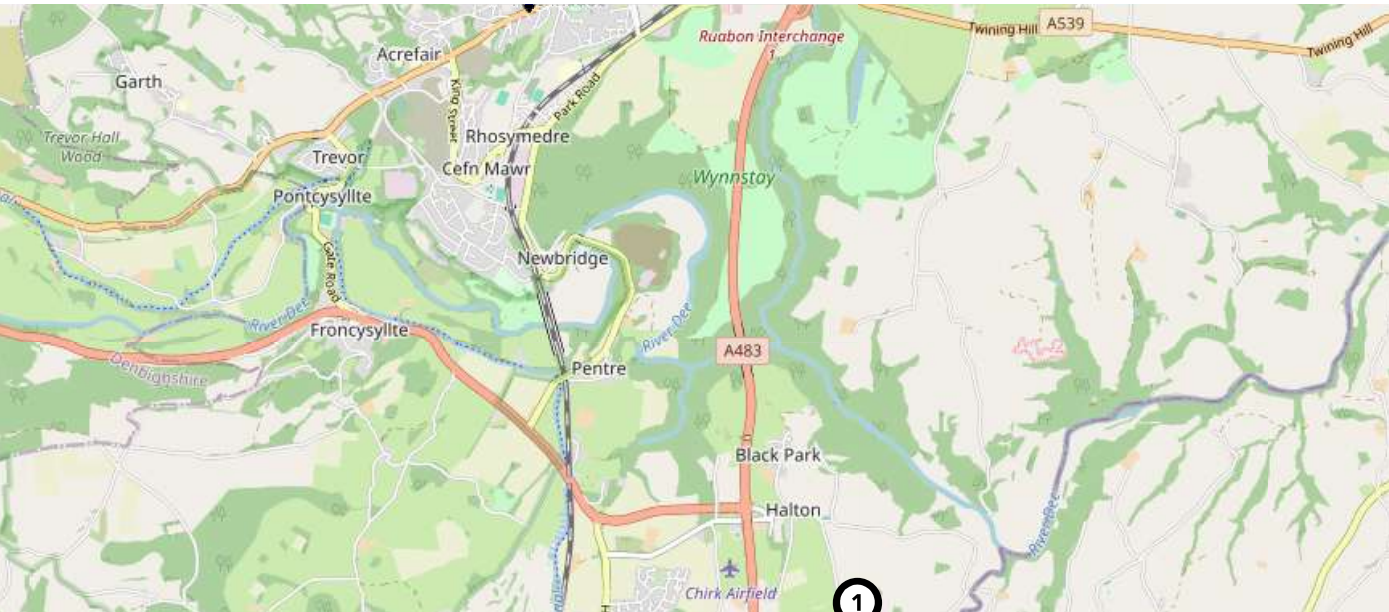 Ruabon Interchange
1
Twining Hill
A539
Twining Hill
Acrefair
Garth
King Street
Park Road
Trevor Hall
Wood
Rhosymedre
Trevor
Cefn Mawr
Wynnstay
Pontcysyllte
Newbridge
Gate Road
River Dee
River Dee
Froncysyllte
A483
Denbighshire
Pentre
Black Park
Halton
River Dee
Chirk Airfield
1